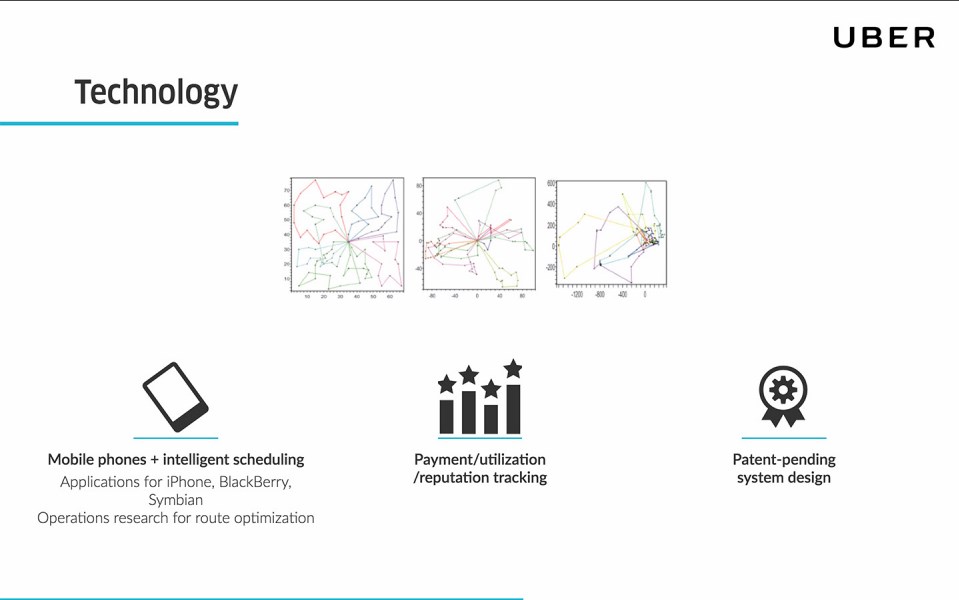 UBER
Technology
70
60
50
40
30
20
10
10 20 30 40 50 60
80
40
0
-40
-80 -40 0 40 80
600
400
200
0
-200
-1200 -800 -400 0
Mobile phones + intelligent scheduling
Applications for iPhone, BlackBerry,
Symbian
Operations research for route optimization
Payment/utilization
/reputation tracking
Patent-pending
system design